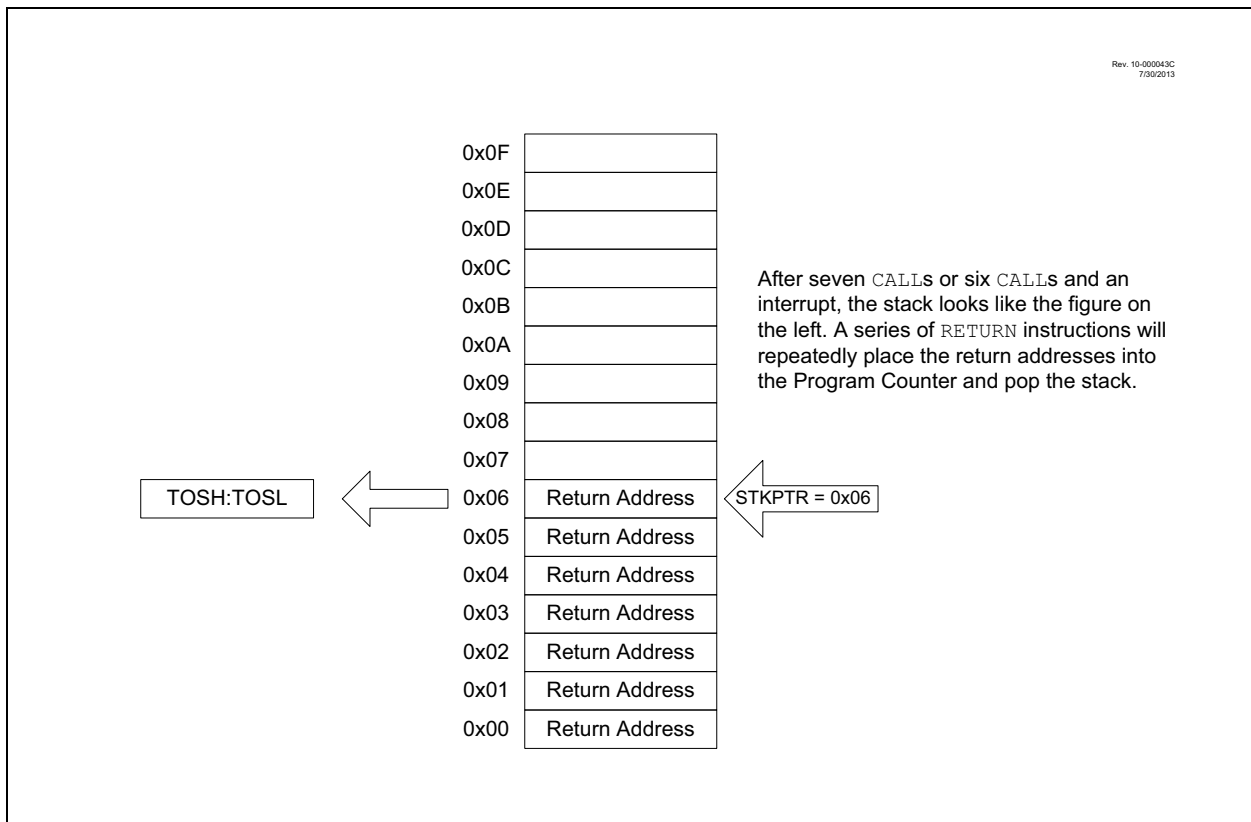 Rev. 10-000043C
7/30/2013
0x0F
0x0E
0x0D
0x0C
0x0B
0x0A
0x09
0x08
0x07
TOSH:TOSL
0x06 Return Address
STKPTR = 0x06
0x05 Return Address
0x04 Return Address
0x03 Return Address
0x02 Return Address
0x01 Return Address
0x00 Return Address
After seven CALLs or six CALLs and an
interrupt, the stack looks like the figure on
the left. A series of RETURN instructions will
repeatedly place the return addresses into
the Program Counter and pop the stack.